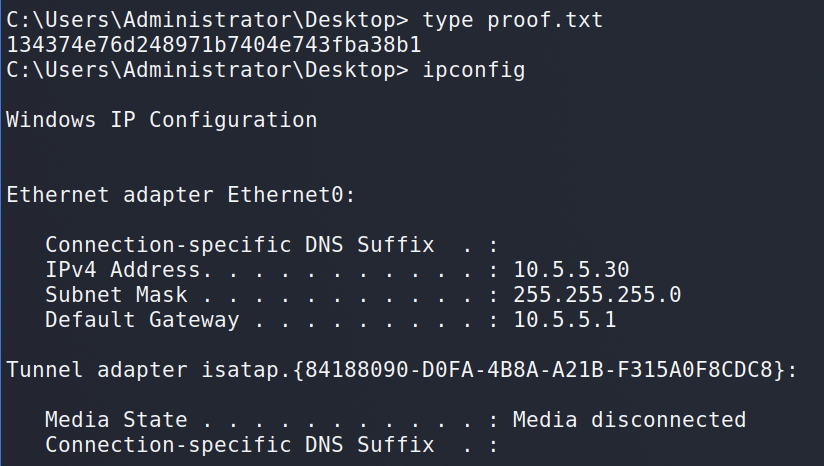 C:\Users\Administrator\Desktop> type proof.txt
134374e76d248971b7404e743fba38b1
C:\Users\Administrator\Desktop> ipconfig
Windows IP Configuration
Ethernet adapter Ethernet0:
   Connection-specific DNS Suffix  . :
   IPv4 Address. . . . . . . . . . . : 10.5.5.30
   Subnet Mask . . . . . . . . . . . : 255.255.255.0
   Default Gateway . . . . . . . . . : 10.5.5.1
Tunnel adapter isatap.{84188090-D0FA-4B8A-A21B-F315A0F8CDC8}:
   Media State . . . . . . . . . . . : Media disconnected
   Connection-specific DNS Suffix  . :